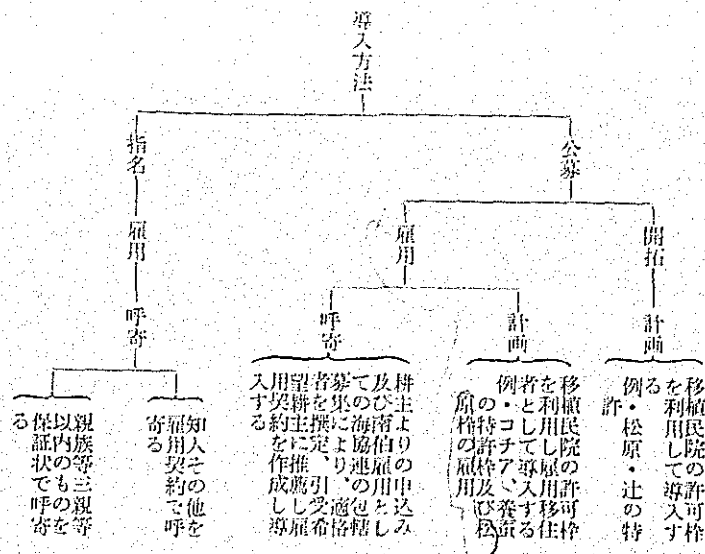 導入方法
公募
開拓
計画
移植民院の許可枠
を利用して導入す
る
例・松原・辻の特
許
雇用
計画
移植民院の許可枠
を利用し雇用移住
者として導入する
例・コチア、養蚕
の特許枠及び松
原枠の雇用
呼寄
耕主よりの申込み
及び南伯雇用とし
ての海協連の包轄
募集により、適格
者を撰定、引受希
望耕主に推薦し雇
用契約を作成し導
入する
指名
雇用
呼寄
知人その他を
雇用契約で呼
寄る
親族等三親等
以内のものを
保証状で呼寄
る